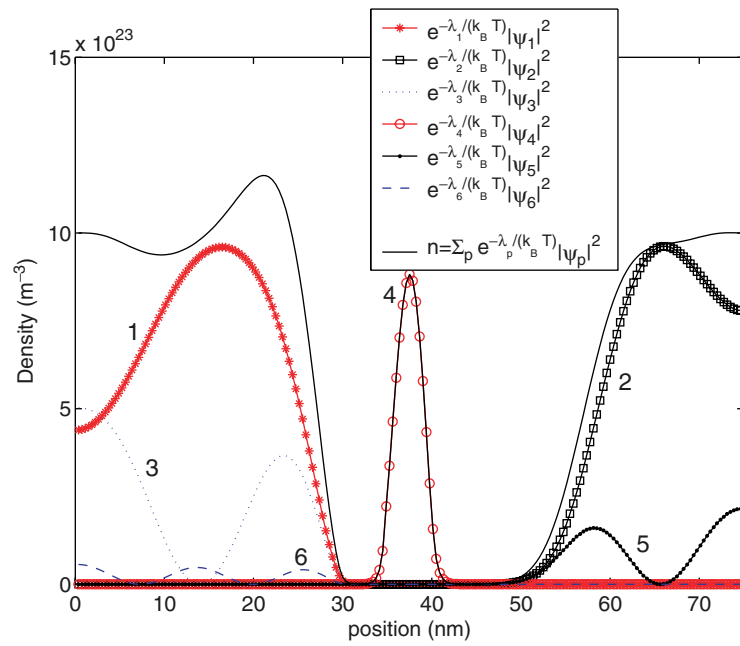 x 10²³
15
10
5
0
Density (m⁻³)
0
10
20
30
40
50
60
70
position (nm)
e^{−λ_1/(k_B T)}|ψ_1|²
e^{−λ_2/(k_B T)}|ψ_2|²
e^{−λ_3/(k_B T)}|ψ_3|²
e^{−λ_4/(k_B T)}|ψ_4|²
e^{−λ_5/(k_B T)}|ψ_5|²
e^{−λ_6/(k_B T)}|ψ_6|²
n=Σ_p e^{−λ_p/(k_B T)}|ψ_p|²
1
2
3
4
5
6